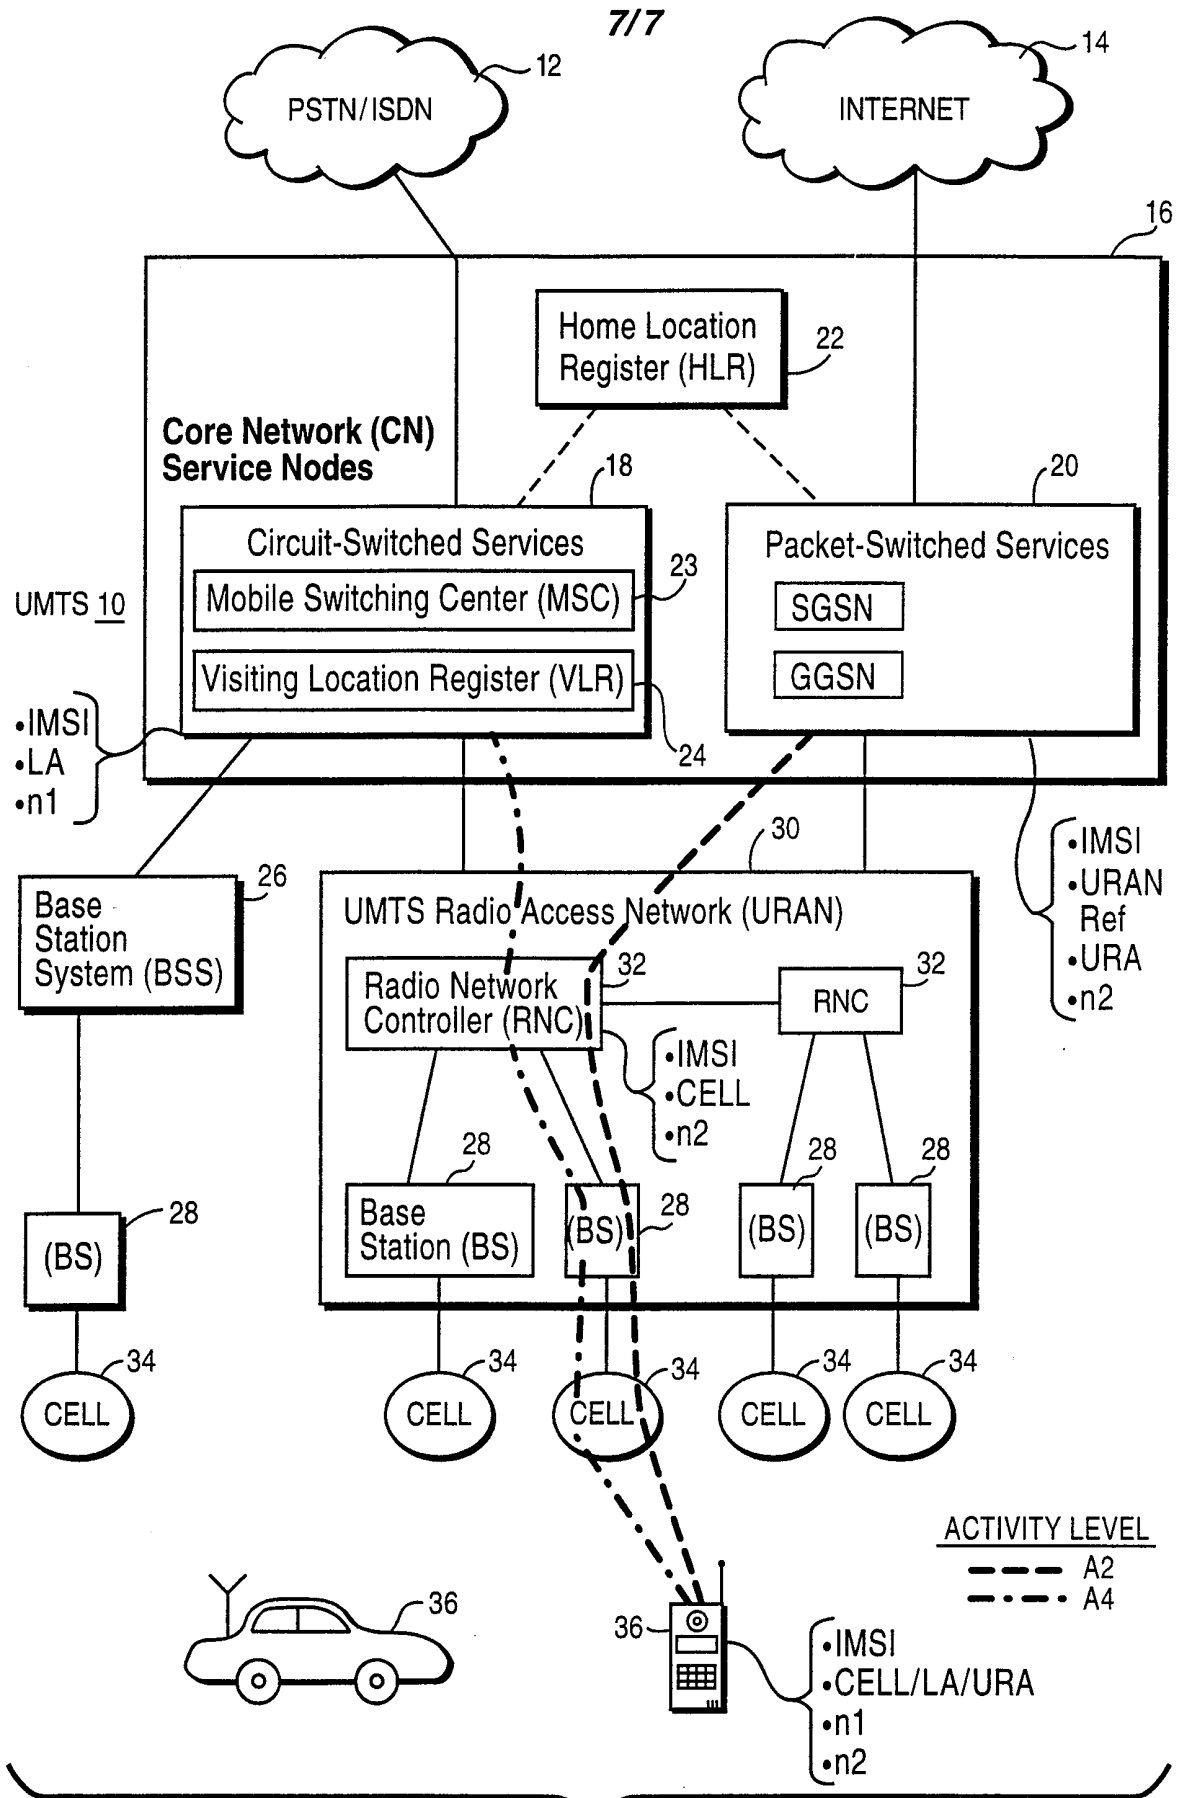 7/7
12
PSTN/ISDN
14
INTERNET
16
Home Location
Register (HLR)
22
Core Network (CN)
Service Nodes
18
20
Circuit-Switched Services
Mobile Switching Center (MSC)
23
Visiting Location Register (VLR)
24
Packet-Switched Services
SGSN
GGSN
UMTS 10
•IMSI
•LA
•n1
•IMSI
•URAN
Ref
•URA
•n2
26
Base
Station
System (BSS)
30
UMTS Radio Access Network (URAN)
Radio Network
Controller (RNC)
32
RNC
32
•IMSI
•CELL
•n2
28
(BS)
28
Base
Station (BS)
(BS)
28
28
(BS)
28
(BS)
34
CELL
34
CELL
34
CELL
34
CELL
34
CELL
ACTIVITY LEVEL
A2
A4
36
36
•IMSI
•CELL/LA/URA
•n1
•n2